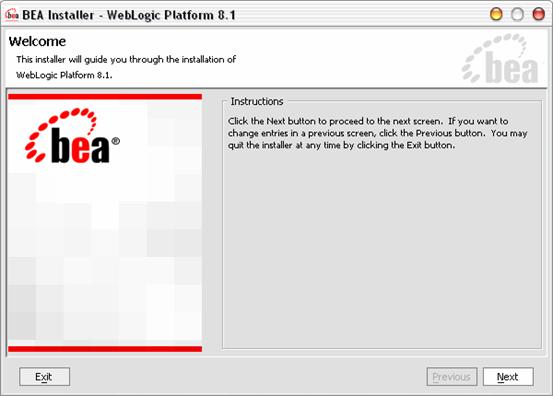 bea BEA Installer - WebLogic Platform 8.1
Welcome
This installer will guide you through the installation of
WebLogic Platform 8.1.
bea
bea®
Instructions
Click the Next button to proceed to the next screen. If you want to
change entries in a previous screen, click the Previous button. You may
quit the installer at any time by clicking the Exit button.
Exit
Previous
Next